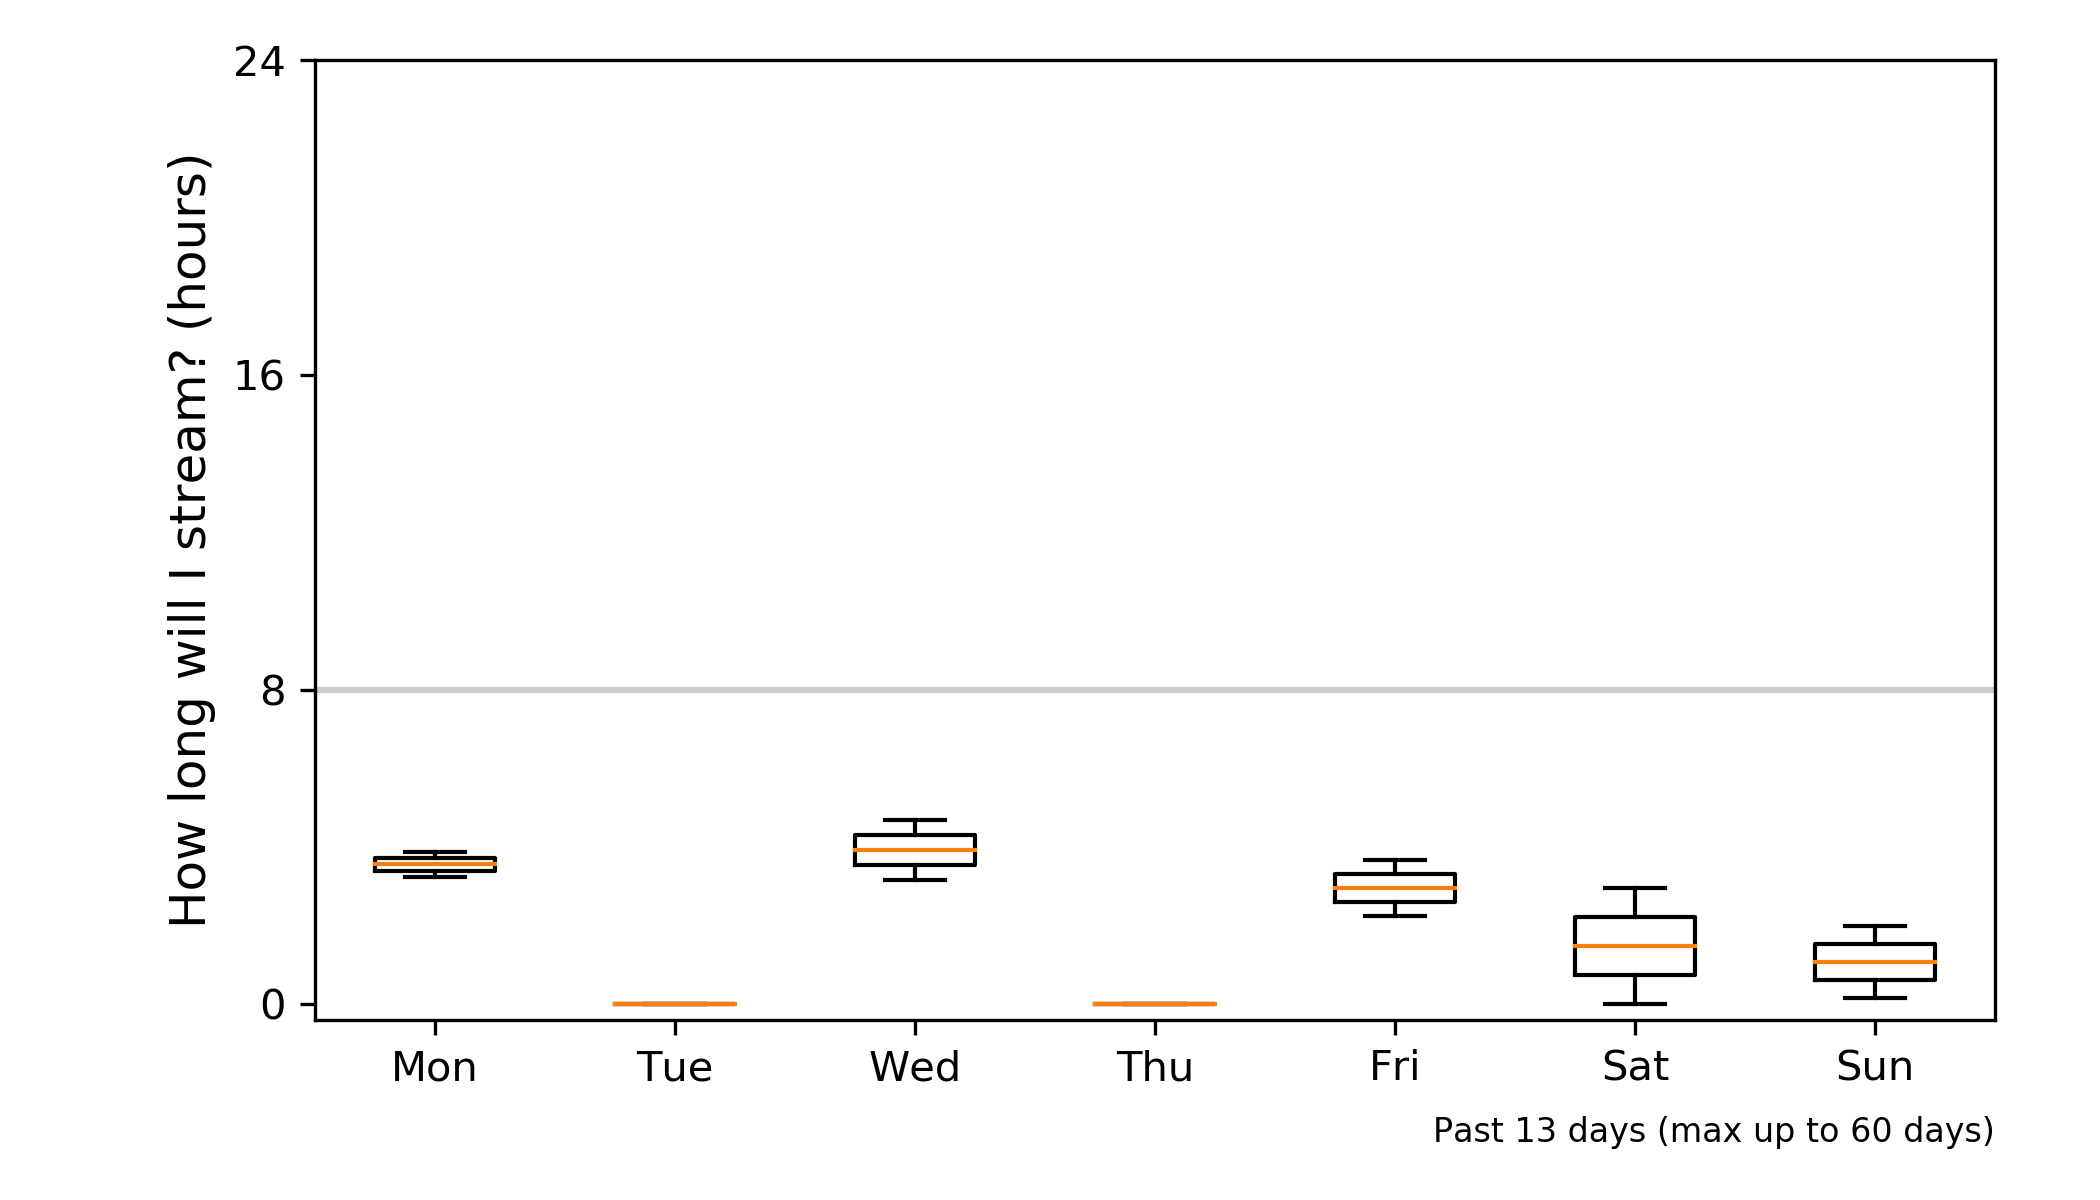 How long will I stream? (hours)
24
16
8
0
Mon Tue Wed Thu Fri Sat Sun
Past 13 days (max up to 60 days)